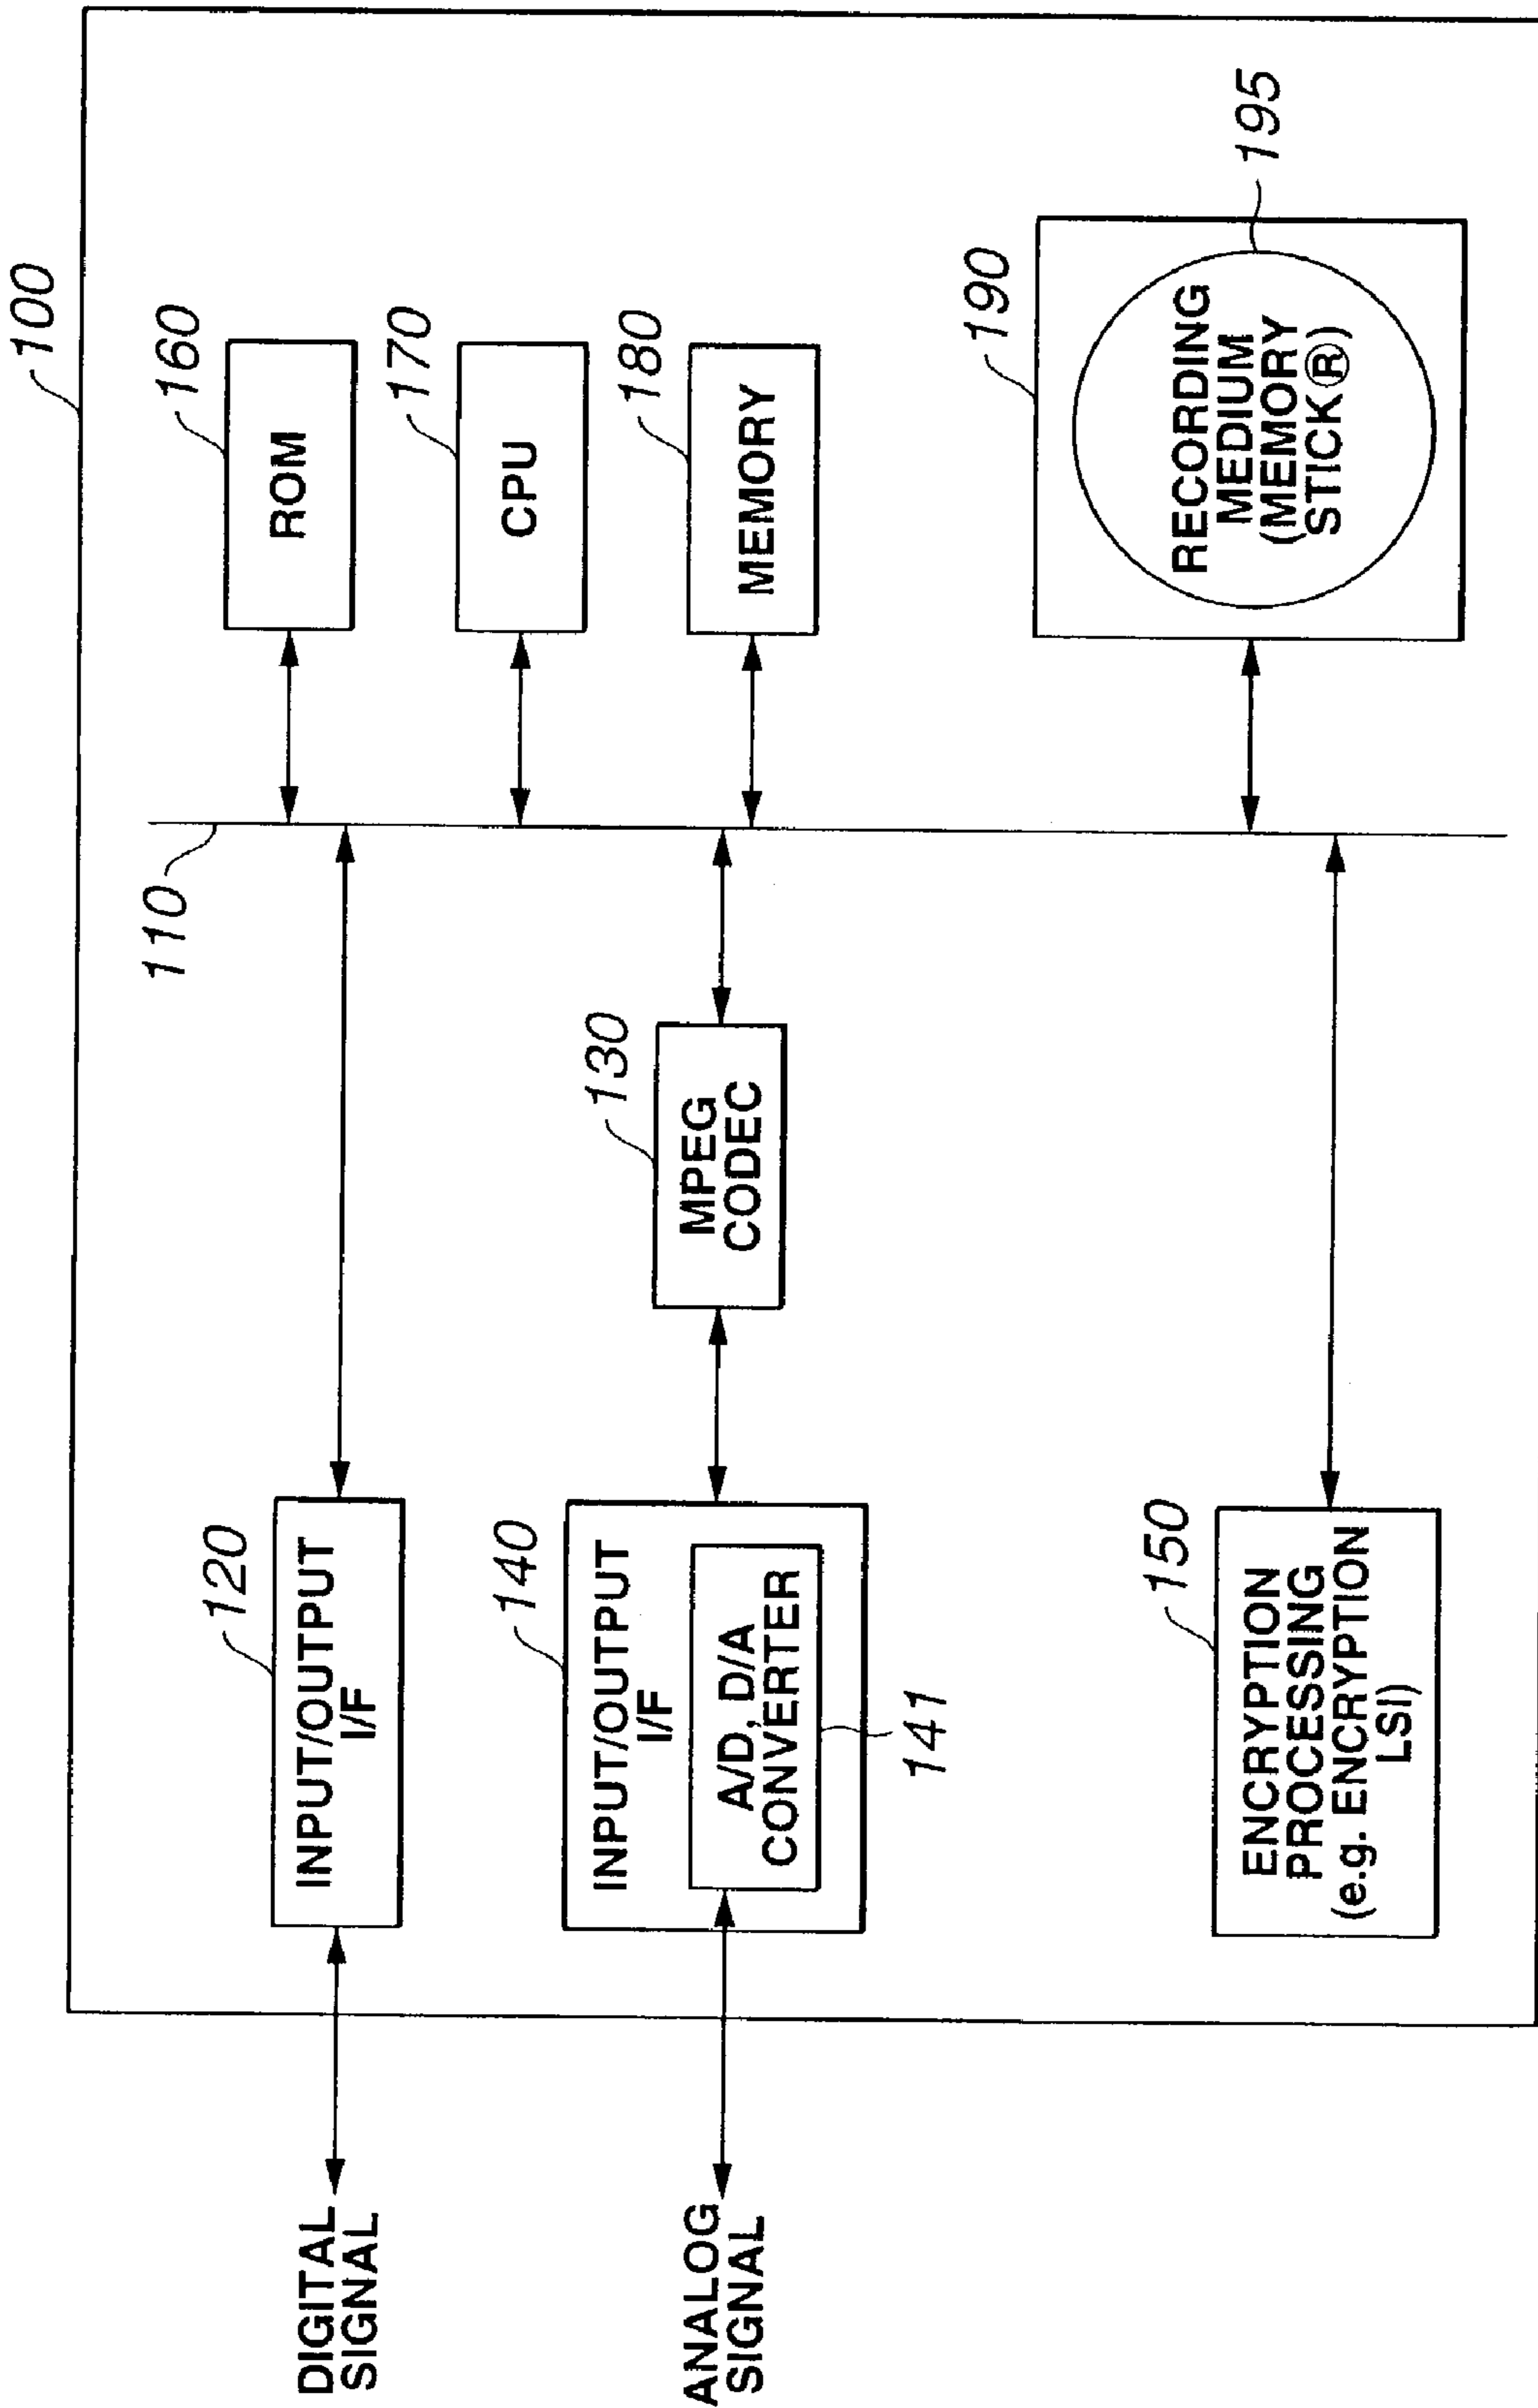 100
110
DIGITAL
SIGNAL
120
INPUT/OUTPUT
I/F
160
ROM
170
CPU
ANALOG
SIGNAL
140
INPUT/OUTPUT
I/F
A/D, D/A
CONVERTER
141
130
MPEG
CODEC
180
MEMORY
150
ENCRYPTION
PROCESSING
(e.g. ENCRYPTION
LSI)
190
RECORDING
MEDIUM
(MEMORY
STICK®)
195